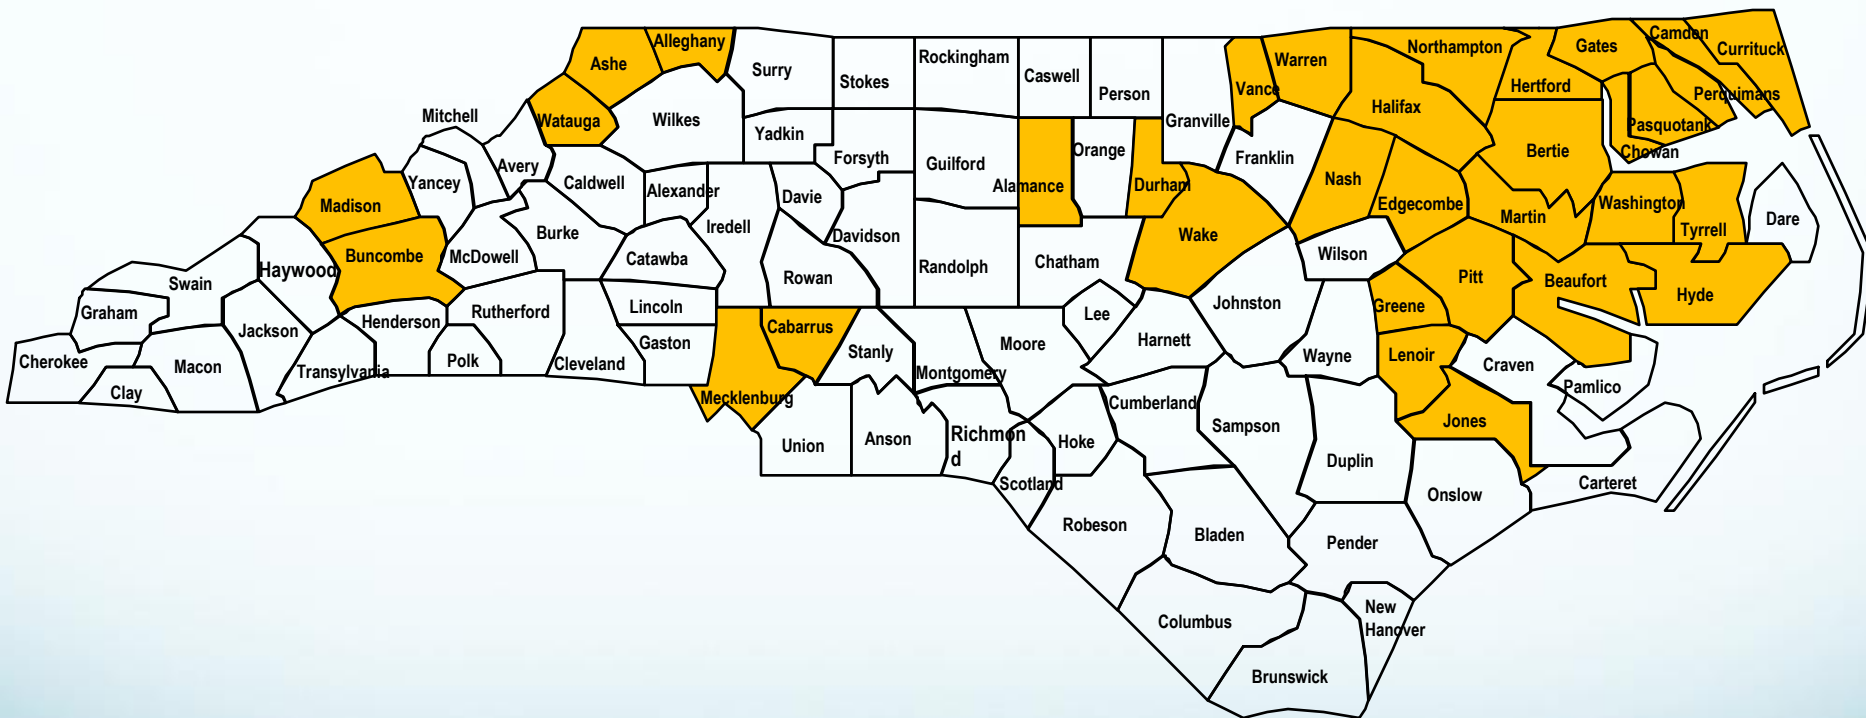 Ashe
Alleghany
Surry
Stokes
Rockingham
Caswell
Person
Granville
Vance
Warren
Northampton
Halifax
Hertford
Gates
Camden
Currituck
Perquimans
Pasquotank
Chowan
Mitchell
Watauga
Wilkes
Yadkin
Forsyth
Guilford
Alamance
Orange
Durham
Franklin
Nash
Edgecombe
Bertie
Martin
Washington
Tyrrell
Dare
Madison
Yancey
Avery
Caldwell
Alexander
Iredell
Davie
Davidson
Randolph
Chatham
Wake
Wilson
Pitt
Beaufort
Hyde
Buncombe
McDowell
Burke
Catawba
Rowan
Haywood
Swain
Graham
Jackson
Henderson
Rutherford
Lincoln
Gaston
Cabarrus
Stanly
Montgomery
Moore
Lee
Harnett
Johnston
Greene
Wayne
Lenoir
Craven
Pamlico
Cherokee
Clay
Macon
Transylvania
Polk
Cleveland
Mecklenburg
Union
Anson
Richmon
d
Scotland
Hoke
Cumberland
Sampson
Duplin
Jones
Onslow
Carteret
Robeson
Bladen
Pender
Columbus
New
Hanover
Brunswick